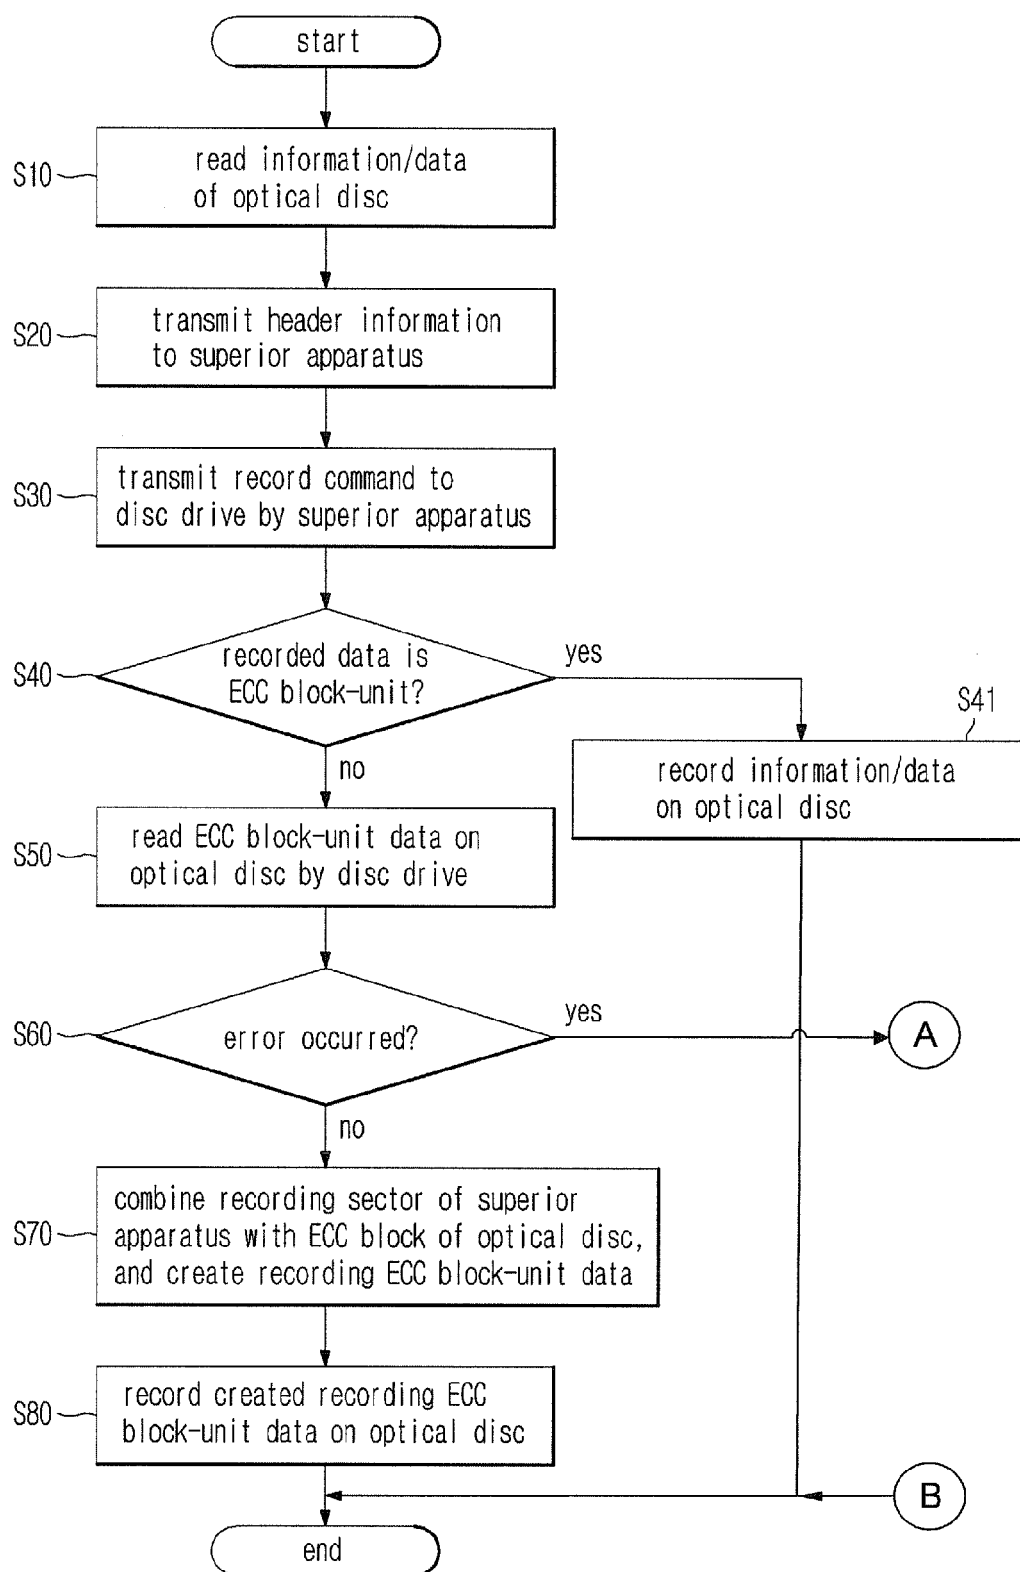 start
S10
read information/data
of optical disc
S20
transmit header information
to superior apparatus
S30
transmit record command to
disc drive by superior apparatus
S40
recorded data is
ECC block-unit?
yes
no
S41
record information/data
on optical disc
S50
read ECC block-unit data on
optical disc by disc drive
S60
error occurred?
yes
A
no
S70
combine recording sector of superior
apparatus with ECC block of optical disc,
and create recording ECC block-unit data
S80
record created recording ECC
block-unit data on optical disc
B
end